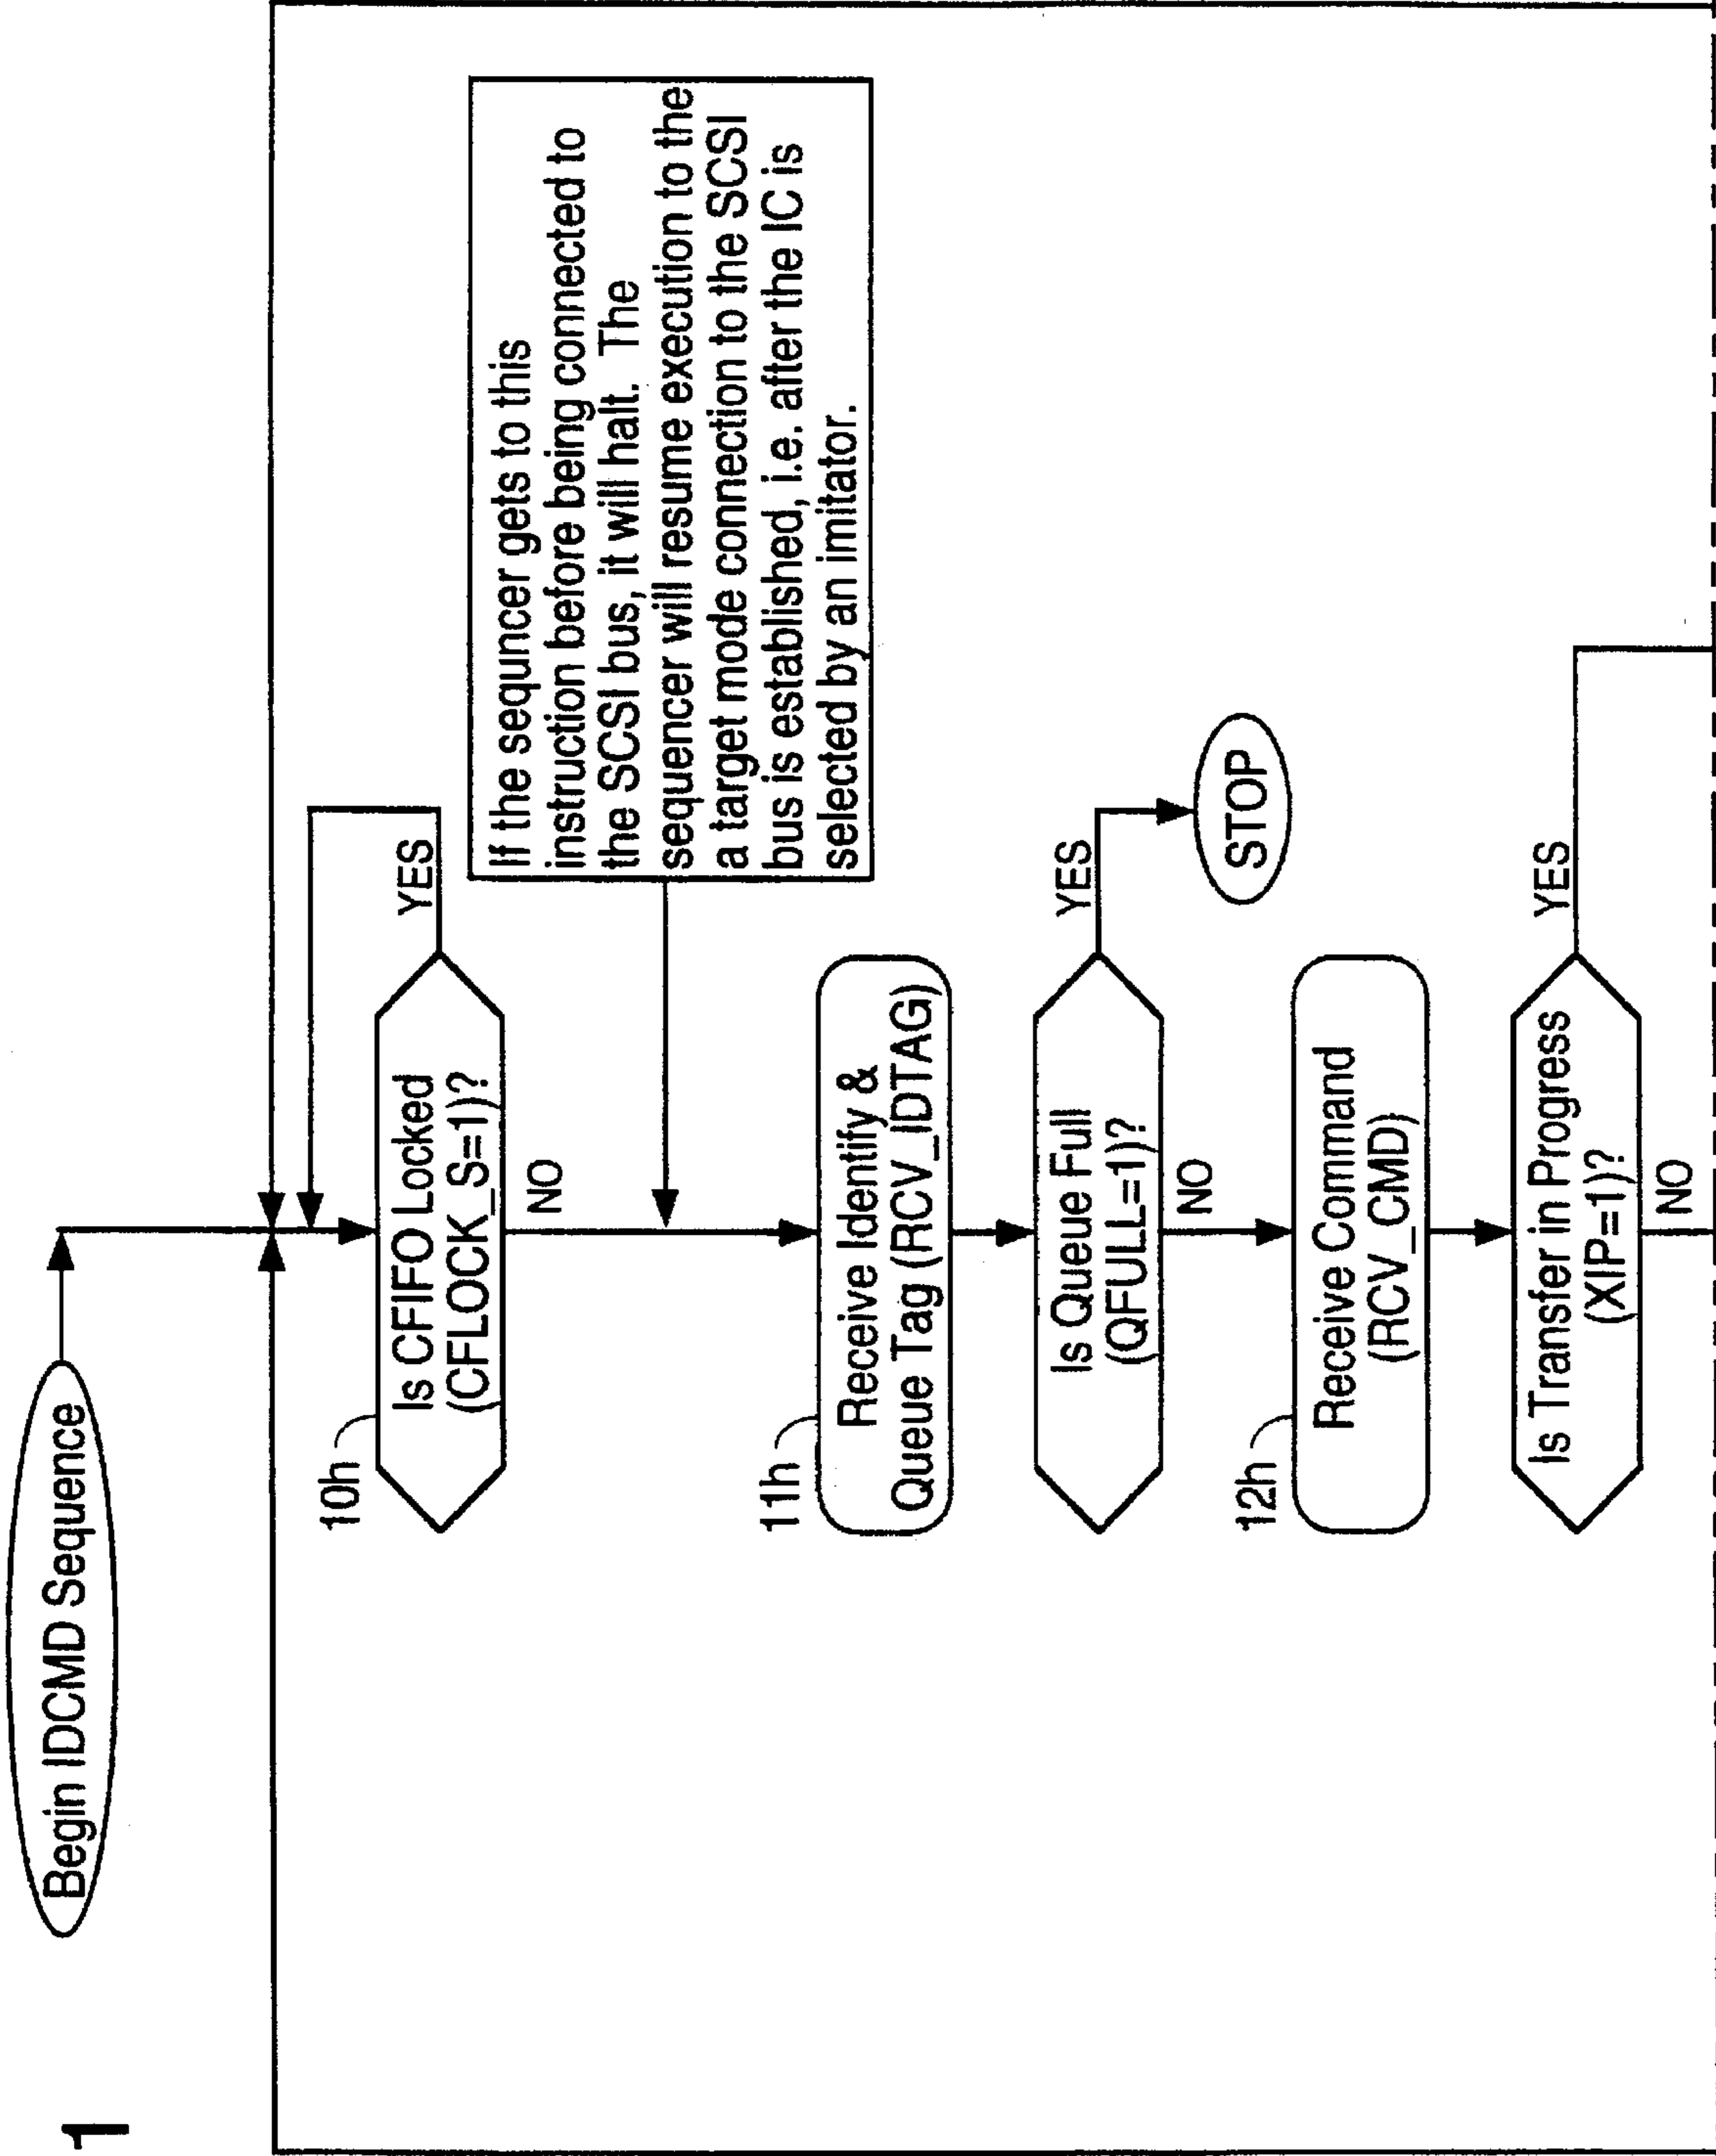 1
Begin IDCMD Sequence
10h
Is CFIFO Locked
(CFLOCK_S=1)?
YES
NO
If the sequncer gets to this
instruction before being connected to
the SCSI bus, it will halt. The
sequencer will resume execution to the
a target mode connection to the SCSI
bus is established, i.e. after the IC is
selected by an imitator.
11h
Receive Identify &
Queue Tag (RCV_IDTAG)
Is Queue Full
(QFULL=1)?
YES
STOP
NO
12h
Receive Command
(RCV_CMD)
Is Transfer in Progress
(XIP=1)?
YES
NO